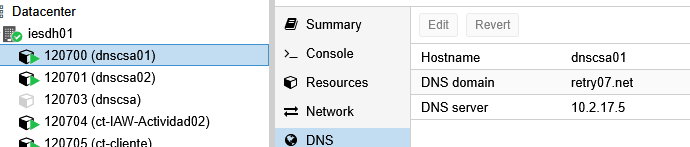 Datacenter
iesdh01
120700 (dnscsa01)
120701 (dnscsa02)
120703 (dnscsa)
120704 (ct-IAW-Actividad02)
120705 (ct-cliente)
Summary
>_ Console
Resources
Network
DNS
Edit Revert
Hostname dnscsa01
DNS domain retry07.net
DNS server 10.2.17.5